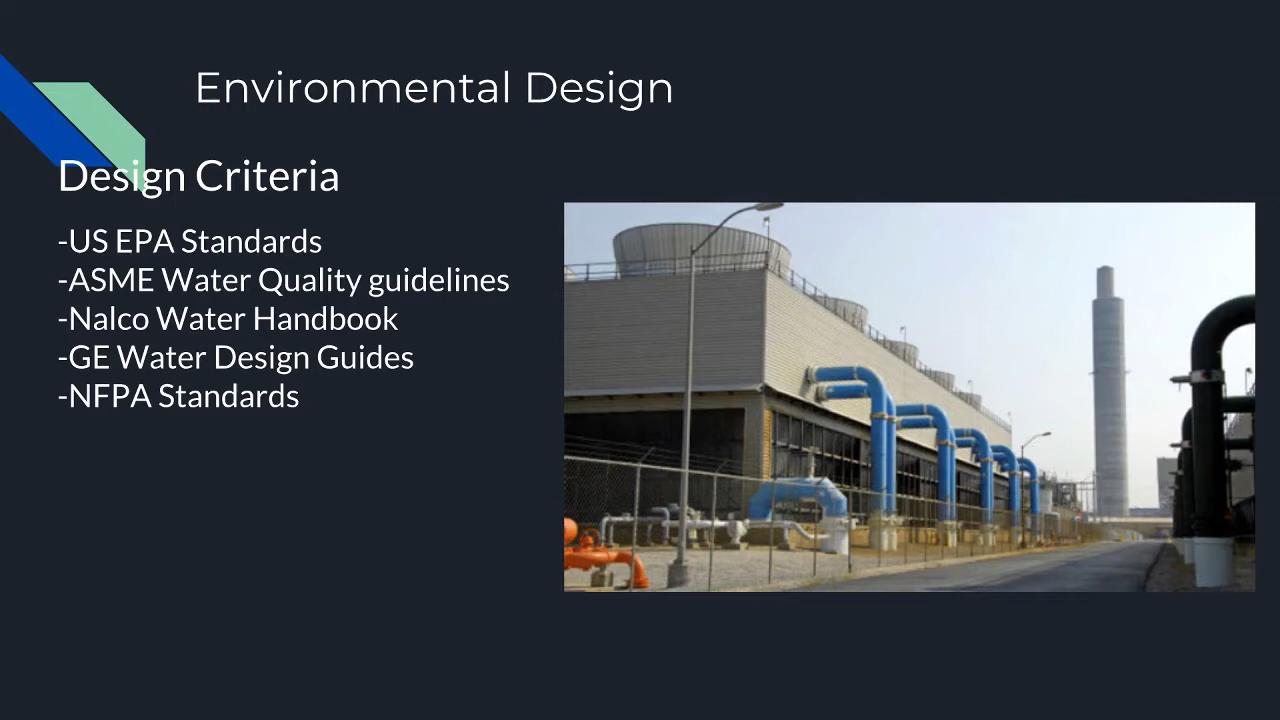 Environmental Design
Design Criteria
-US EPA Standards
-ASME Water Quality guidelines
-Nalco Water Handbook
-GE Water Design Guides
-NFPA Standards